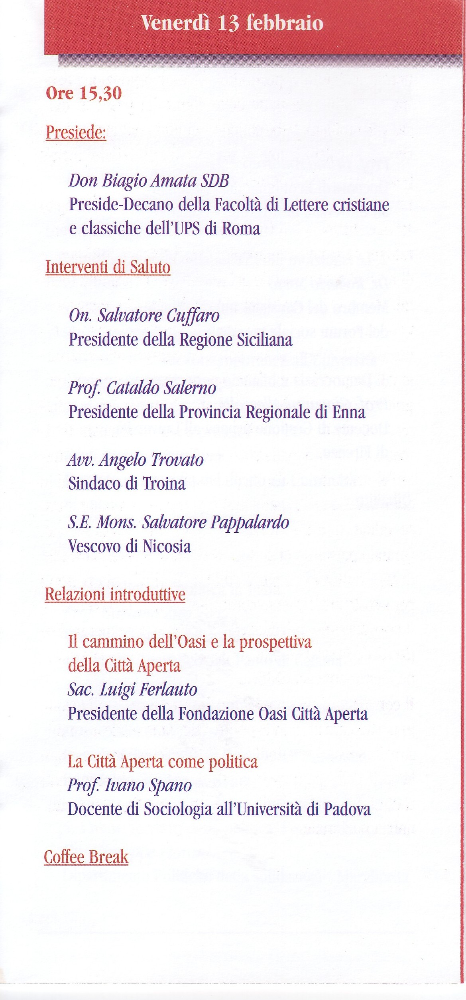 Venerdì 13 febbraio
Ore 15,30
Presiede:
Don Biagio Amata SDB
Preside-Decano della Facoltà di Lettere cristiane
e classiche dell'UPS di Roma
Interventi di Saluto
On. Salvatore Cuffaro
Presidente della Regione Siciliana
Prof. Cataldo Salerno
Presidente della Provincia Regionale di Enna
Avv. Angelo Trovato
Sindaco di Troina
S.E. Mons. Salvatore Pappalardo
Vescovo di Nicosia
Relazioni introduttive
Il cammino dell'Oasi e la prospettiva
della Città Aperta
Sac. Luigi Ferlauto
Presidente della Fondazione Oasi Città Aperta
La Città Aperta come politica
Prof. Ivano Spano
Docente di Sociologia all'Università di Padova
Coffee Break